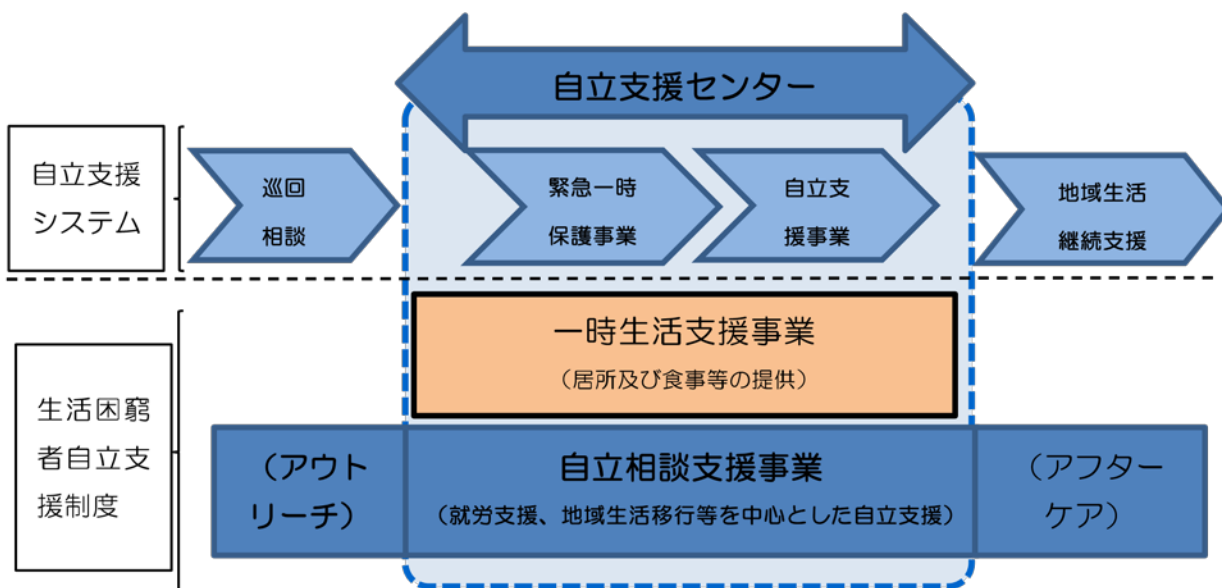 自立支援センター
自立支援
システム
巡回
相談
緊急一時
保護事業
自立支
援事業
地域生活
継続支援
生活困窮
者自立支
援制度
一時生活支援事業
（居所及び食事等の提供）
（アウト
リーチ）
自立相談支援事業
（就労支援、地域生活移行等を中心とした自立支援）
（アフター
ケア）